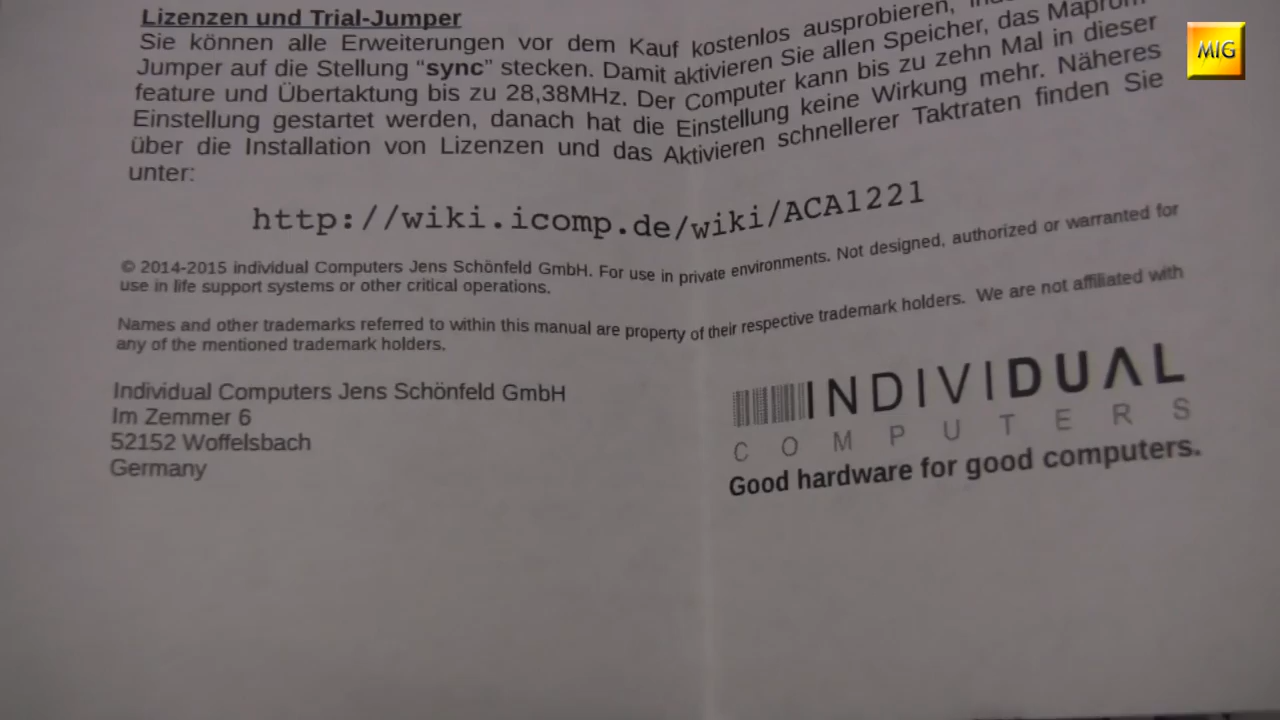 Lizenzen und Trial-Jumper
Sie können alle Erweiterungen vor dem Kauf kostenlos ausprobieren,
Jumper auf die Stellung “sync” stecken. Damit aktivieren Sie allen Speicher, das Maprom-
feature und Übertaktung bis zu 28,38MHz. Der Computer kann bis zu zehn Mal in dieser
Einstellung gestartet werden, danach hat die Einstellung keine Wirkung mehr. Näheres
über die Installation von Lizenzen und das Aktivieren schnellerer Taktraten finden Sie
unter:
http://wiki.icomp.de/wiki/ACA1221
© 2014-2015 individual Computers Jens Schönfeld GmbH. For use in private environments. Not designed, authorized or warranted for
use in life support systems or other critical operations.
Names and other trademarks referred to within this manual are property of their respective trademark holders. We are not affiliated with
any of the mentioned trademark holders.
Individual Computers Jens Schönfeld GmbH
Im Zemmer 6
52152 Woffelsbach
Germany
INDIVIDUAL
COMPUTERS
Good hardware for good computers.
MIG